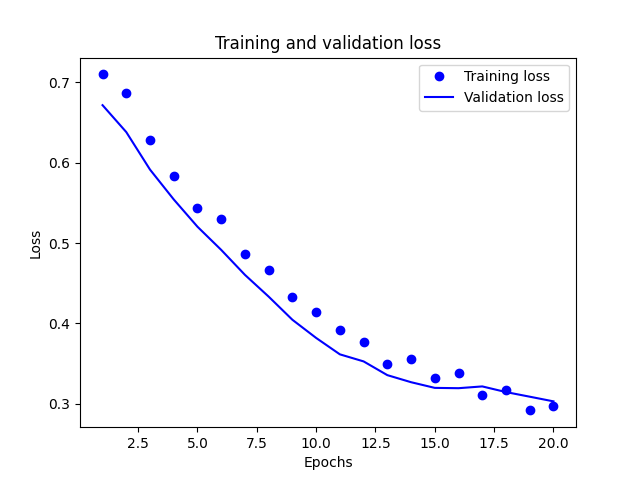 Training and validation loss
Training loss
Validation loss
0.7
0.6
0.5
0.4
0.3
Loss
2.5 5.0 7.5 10.0 12.5 15.0 17.5 20.0
Epochs